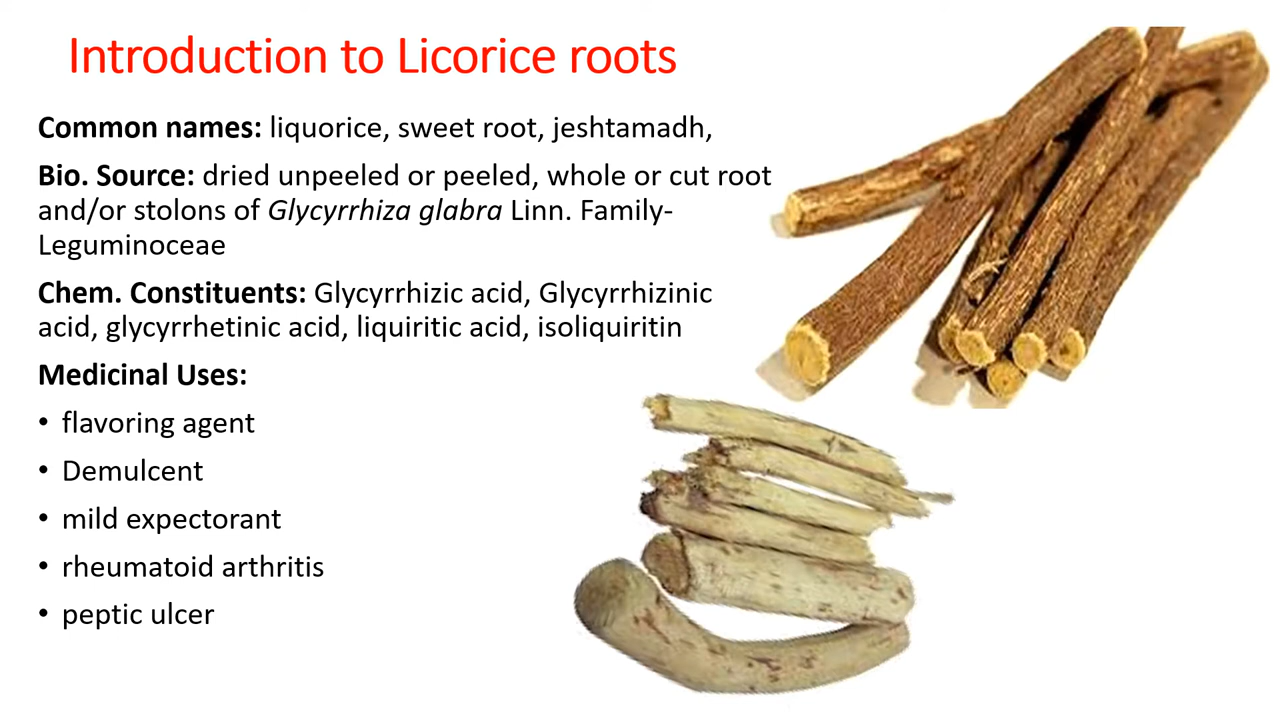 Introduction to Licorice roots
Common names: liquorice, sweet root, jeshtamadh,
Bio. Source: dried unpeeled or peeled, whole or cut root
and/or stolons of Glycyrrhiza glabra Linn. Family-
Leguminoceae
Chem. Constituents: Glycyrrhizic acid, Glycyrrhizinic
acid, glycyrrhetinic acid, liquiritic acid, isoliquiritin
Medicinal Uses:
• flavoring agent
• Demulcent
• mild expectorant
• rheumatoid arthritis
• peptic ulcer